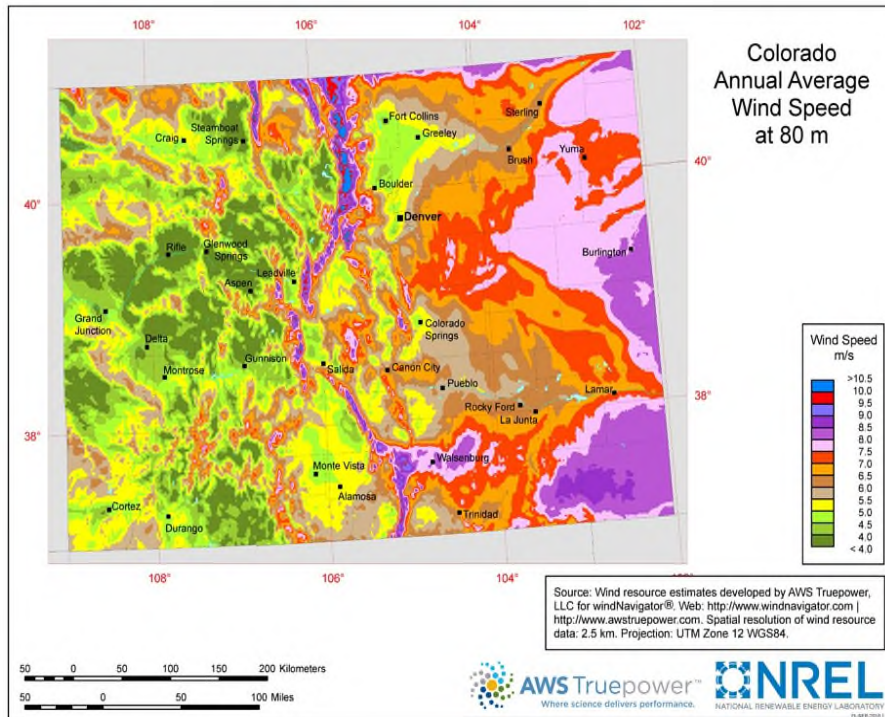 108°
106°
104°
102°
Colorado
Annual Average
Wind Speed
at 80 m
Fort Collins
Sterling
Steamboat
Springs
Craig
Greeley
Brush
Yuma
40°
Boulder
40°
Denver
Rifle
Glenwood
Springs
Burlington
Leadville
Aspen
Grand
Junction
Colorado
Springs
Delta
Gunnison
Salida
Canon City
Montrose
Pueblo
Lamar
38°
Rocky Ford
La Junta
38°
Walsenburg
Monte Vista
Alamosa
Cortez
Durango
Trinidad
Wind Speed
m/s
>10.5
10.0
9.5
9.0
8.5
8.0
7.5
7.0
6.5
6.0
5.5
5.0
4.5
4.0
< 4.0
108°
106°
104°
Source: Wind resource estimates developed by AWS Truepower,
LLC for windNavigator®. Web: http://www.windnavigator.com |
http://www.awstruepower.com. Spatial resolution of wind resource
data: 2.5 km. Projection: UTM Zone 12 WGS84.
50 0 50 100 150 200 Kilometers
50 0 50 100 Miles
AWS Truepower™
Where science delivers performance.
NREL
NATIONAL RENEWABLE ENERGY LABORATORY